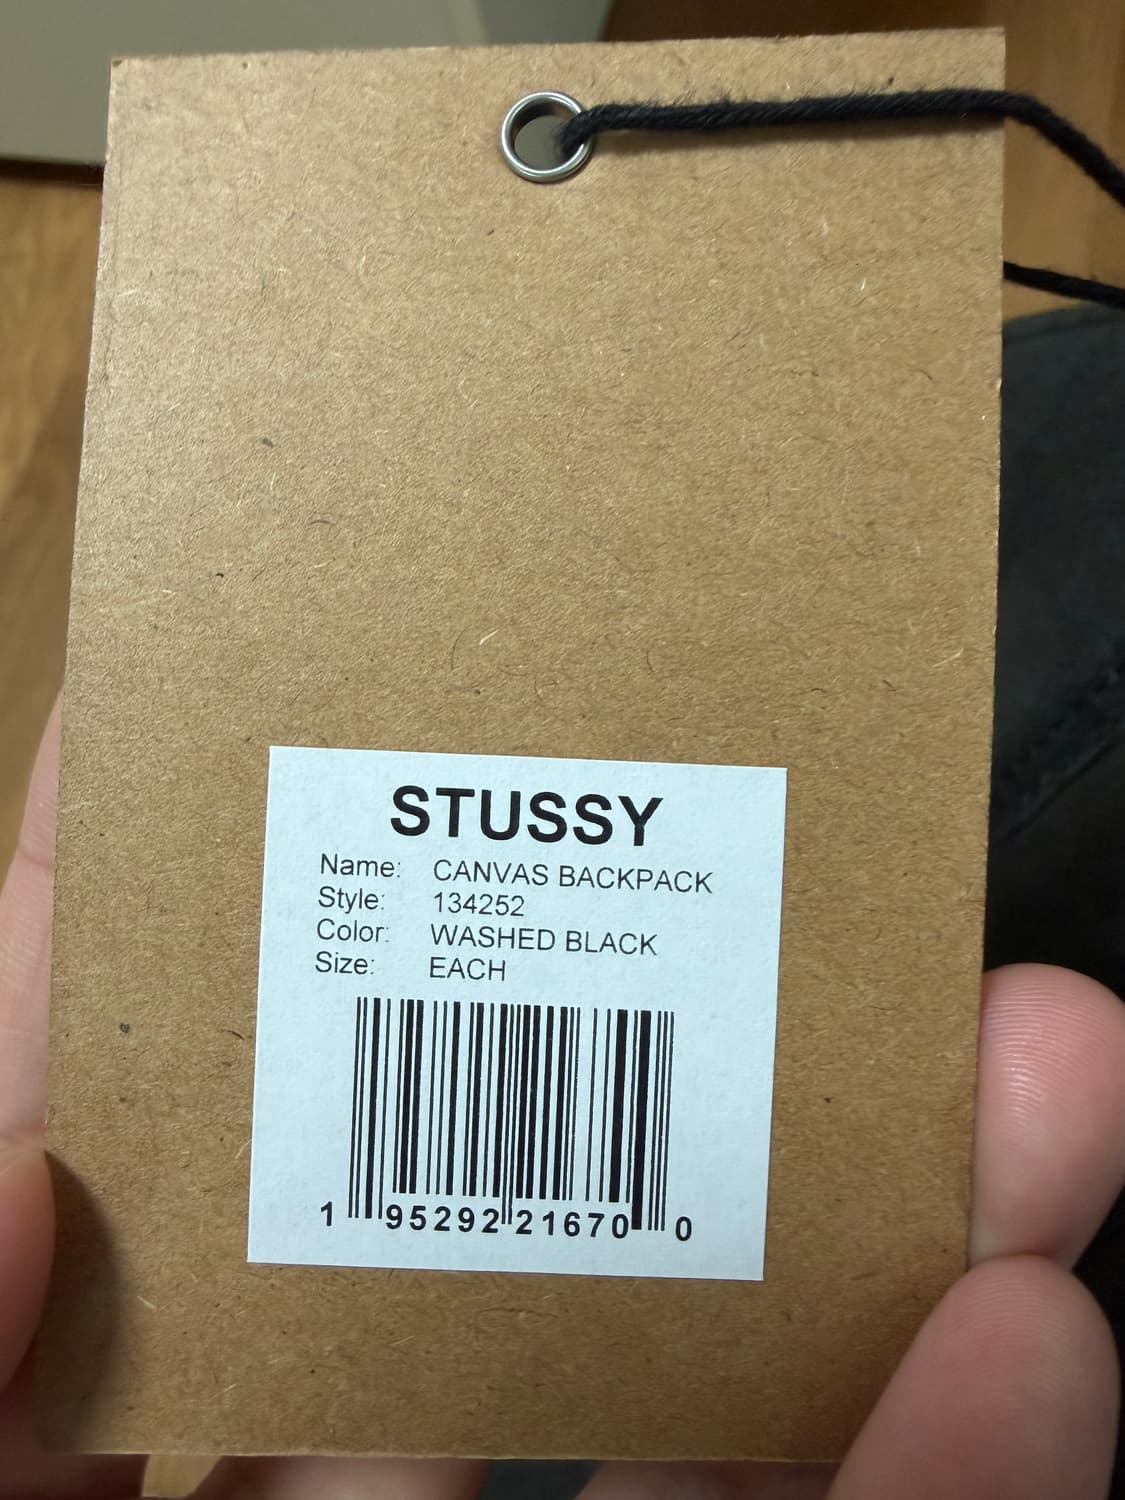 STUSSY
Name: CANVAS BACKPACK
Style: 134252
Color: WASHED BLACK
Size: EACH
1 95292 21670 0